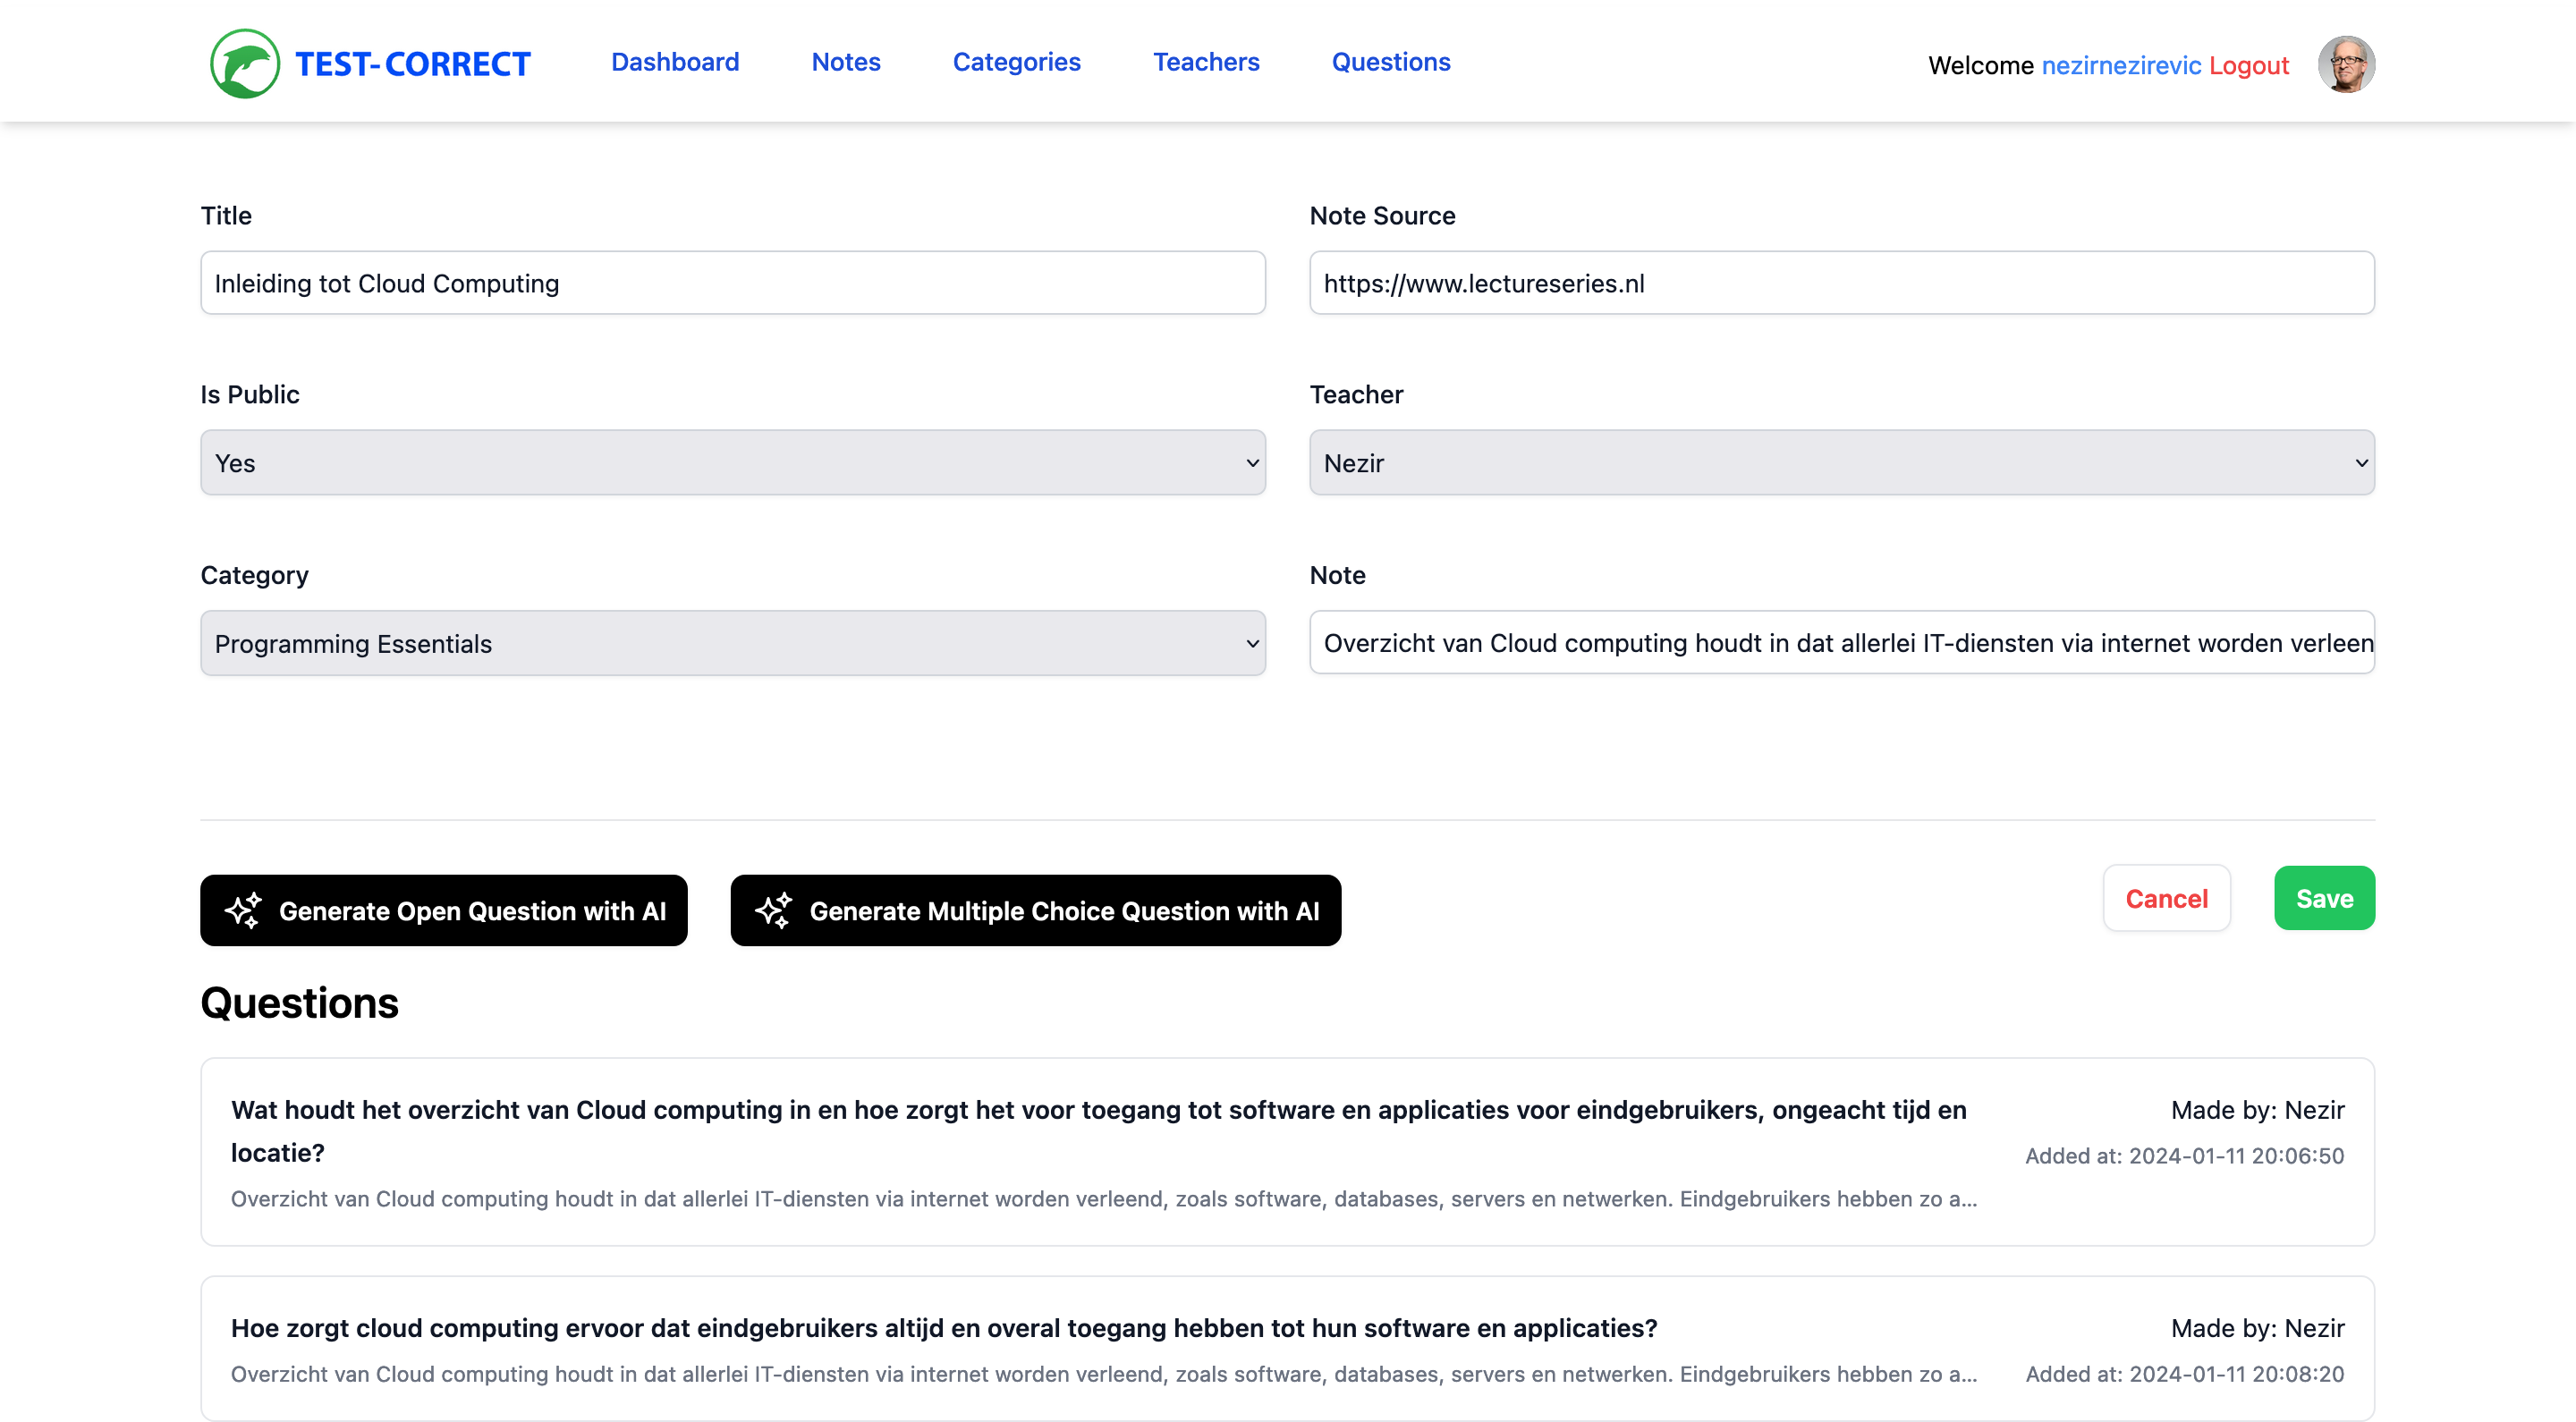 TEST-CORRECT
Dashboard
Notes
Categories
Teachers
Questions
Welcome nezirnezirevic Logout
Title
Note Source
Inleiding tot Cloud Computing
https://www.lectureseries.nl
Is Public
Teacher
Yes
Nezir
Category
Note
Programming Essentials
Overzicht van Cloud computing houdt in dat allerlei IT-diensten via internet worden verleen
Generate Open Question with AI
Generate Multiple Choice Question with AI
Cancel
Save
Questions
Wat houdt het overzicht van Cloud computing in en hoe zorgt het voor toegang tot software en applicaties voor eindgebruikers, ongeacht tijd en
locatie?
Made by: Nezir
Added at: 2024-01-11 20:06:50
Overzicht van Cloud computing houdt in dat allerlei IT-diensten via internet worden verleend, zoals software, databases, servers en netwerken. Eindgebruikers hebben zo a...
Hoe zorgt cloud computing ervoor dat eindgebruikers altijd en overal toegang hebben tot hun software en applicaties?
Made by: Nezir
Overzicht van Cloud computing houdt in dat allerlei IT-diensten via internet worden verleend, zoals software, databases, servers en netwerken. Eindgebruikers hebben zo a...
Added at: 2024-01-11 20:08:20